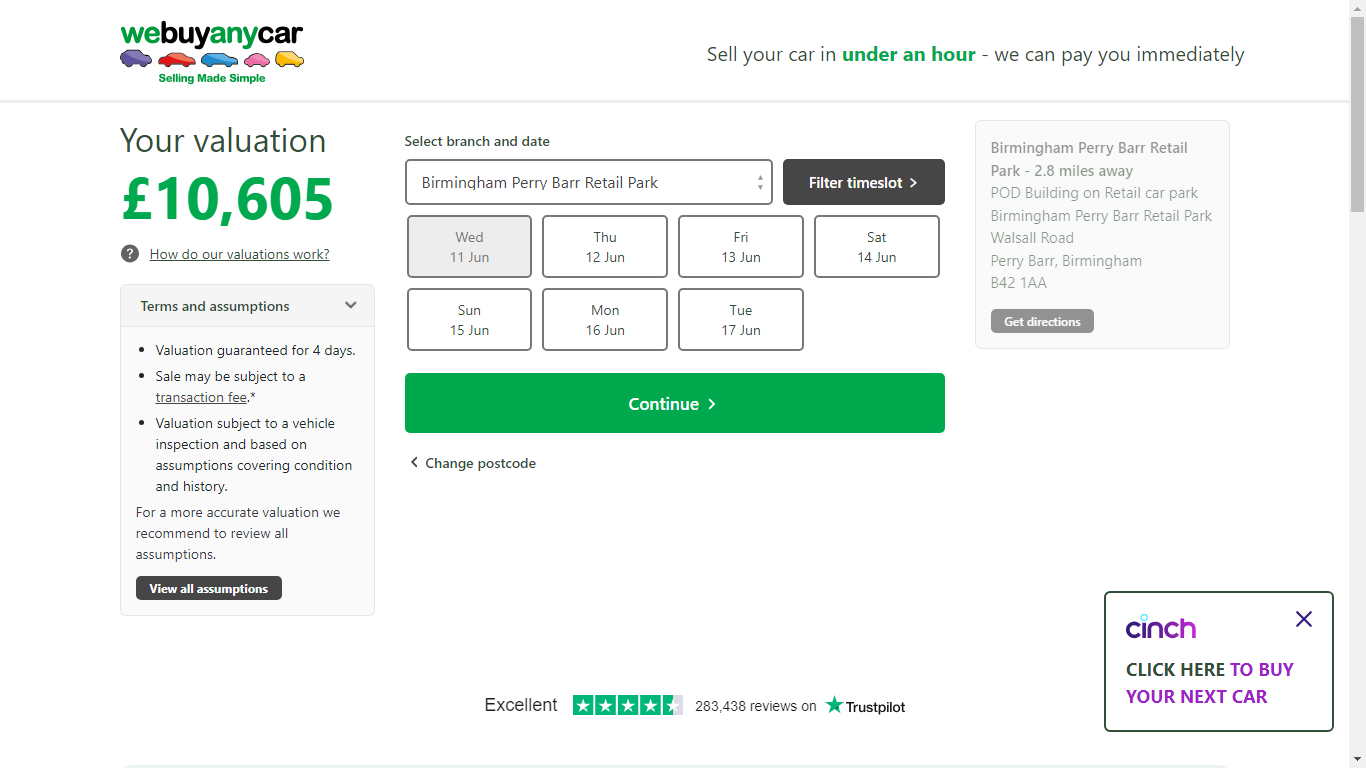 webuyanycar
Selling Made Simple
Sell your car in under an hour - we can pay you immediately
Your valuation
£10,605
? How do our valuations work?
Terms and assumptions
• Valuation guaranteed for 4 days.
• Sale may be subject to a
transaction fee.*
• Valuation subject to a vehicle
inspection and based on
assumptions covering condition
and history.
For a more accurate valuation we
recommend to review all
assumptions.
View all assumptions
Select branch and date
Birmingham Perry Barr Retail Park
Filter timeslot >
Wed
11 Jun
Thu
12 Jun
Fri
13 Jun
Sat
14 Jun
Sun
15 Jun
Mon
16 Jun
Tue
17 Jun
Continue >
< Change postcode
Birmingham Perry Barr Retail
Park - 2.8 miles away
POD Building on Retail car park
Birmingham Perry Barr Retail Park
Walsall Road
Perry Barr, Birmingham
B42 1AA
Get directions
cinch
CLICK HERE TO BUY
YOUR NEXT CAR
Excellent 283,438 reviews on Trustpilot